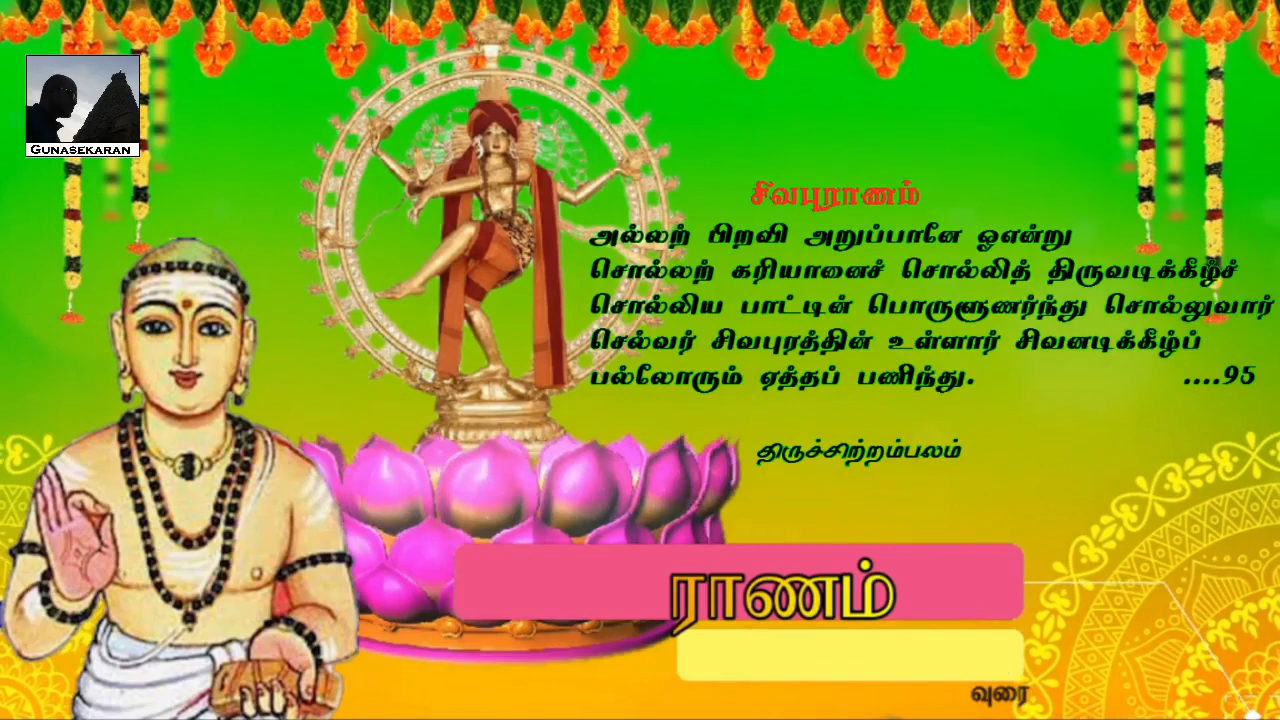 GUNASEKARAN
சிவபுராணம்
அல்லற் பிறவி அறுப்பானே ஓஎன்று
சொல்லற் கரியானைச் சொல்லித் திருவடிக்கீழ்ச்
சொல்லிய பாட்டின் பொருளுணர்ந்து சொல்லுவார்
செல்வர் சிவபுரத்தின் உள்ளார் சிவனடிக்கீழ்ப்
பல்லோரும் ஏத்தப் பணிந்து. ....95
திருச்சிற்றம்பலம்
ராணம்
வுரை